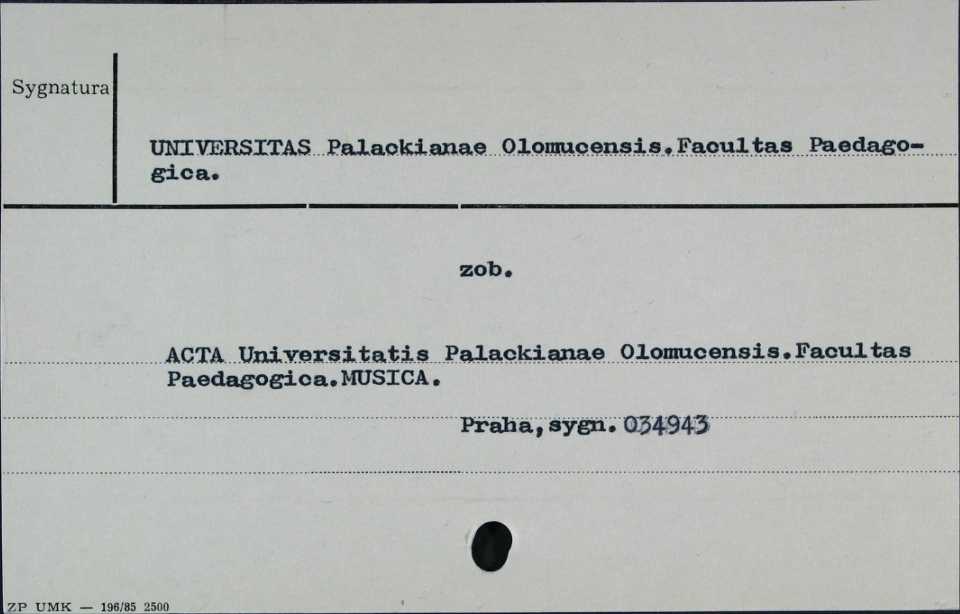 Sygnatura
UNIVERSITAS Palackianae Olomucensis.Facultas Paedago-
gica.
zob.
ACTA Universitatis Palackianae Olomucensis.Facultas
Paedagogica.MUSICA.
Praha,sygn. 034943
ZP UMK — 196/85 2500